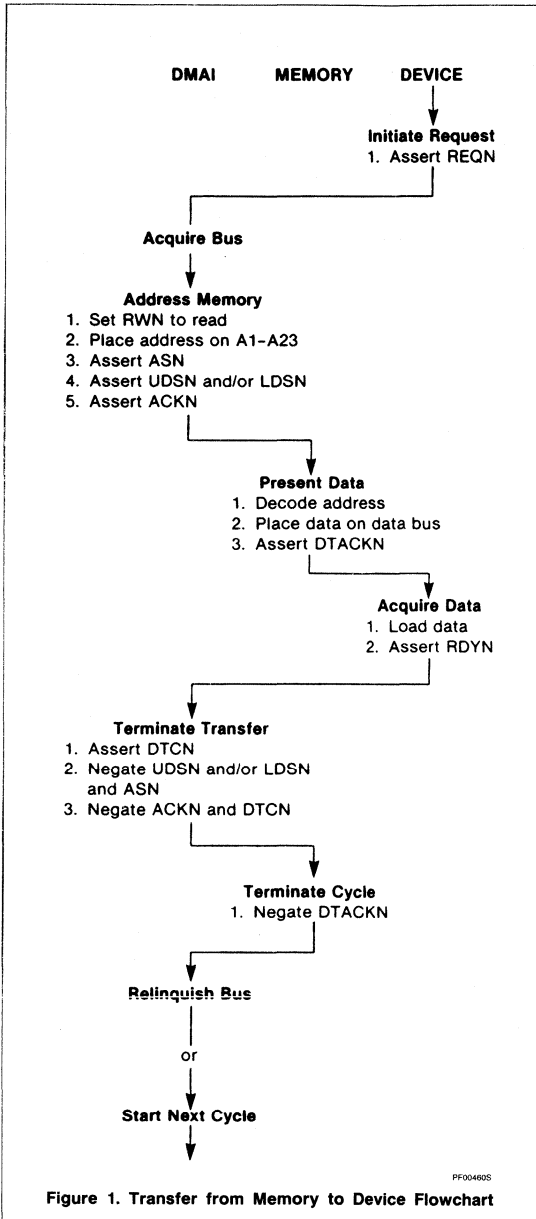 DMAI MEMORY DEVICE
Initiate Request
1. Assert REQN
Acquire Bus
Address Memory
1. Set RWN to read
2. Place address on A1-A23
3. Assert ASN
4. Assert UDSN and/or LDSN
5. Assert ACKN
Present Data
1. Decode address
2. Place data on data bus
3. Assert DTACKN
Acquire Data
1. Load data
2. Assert RDYN
Terminate Transfer
1. Assert DTCN
2. Negate UDSN and/or LDSN
and ASN
3. Negate ACKN and DTCN
Terminate Cycle
1. Negate DTACKN
Relinquish Bus
or
Start Next Cycle
PF00460S
Figure 1. Transfer from Memory to Device Flowchart